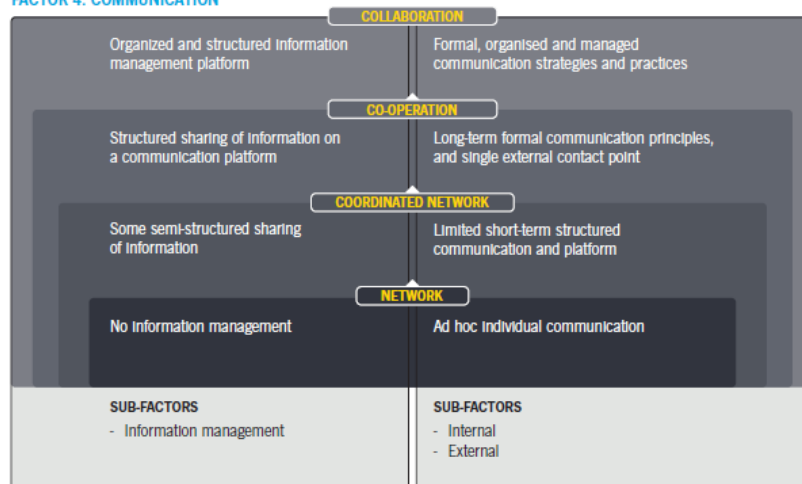 FACTOR 4: COMMUNICATION
COLLABORATION
Organized and structured information
management platform
Formal, organised and managed
communication strategies and practices
CO-OPERATION
Structured sharing of information on
a communication platform
Long-term formal communication principles,
and single external contact point
COORDINATED NETWORK
Some semi-structured sharing
of information
Limited short-term structured
communication and platform
NETWORK
No information management
Ad hoc individual communication
SUB-FACTORS
- Information management
SUB-FACTORS
- Internal
- External